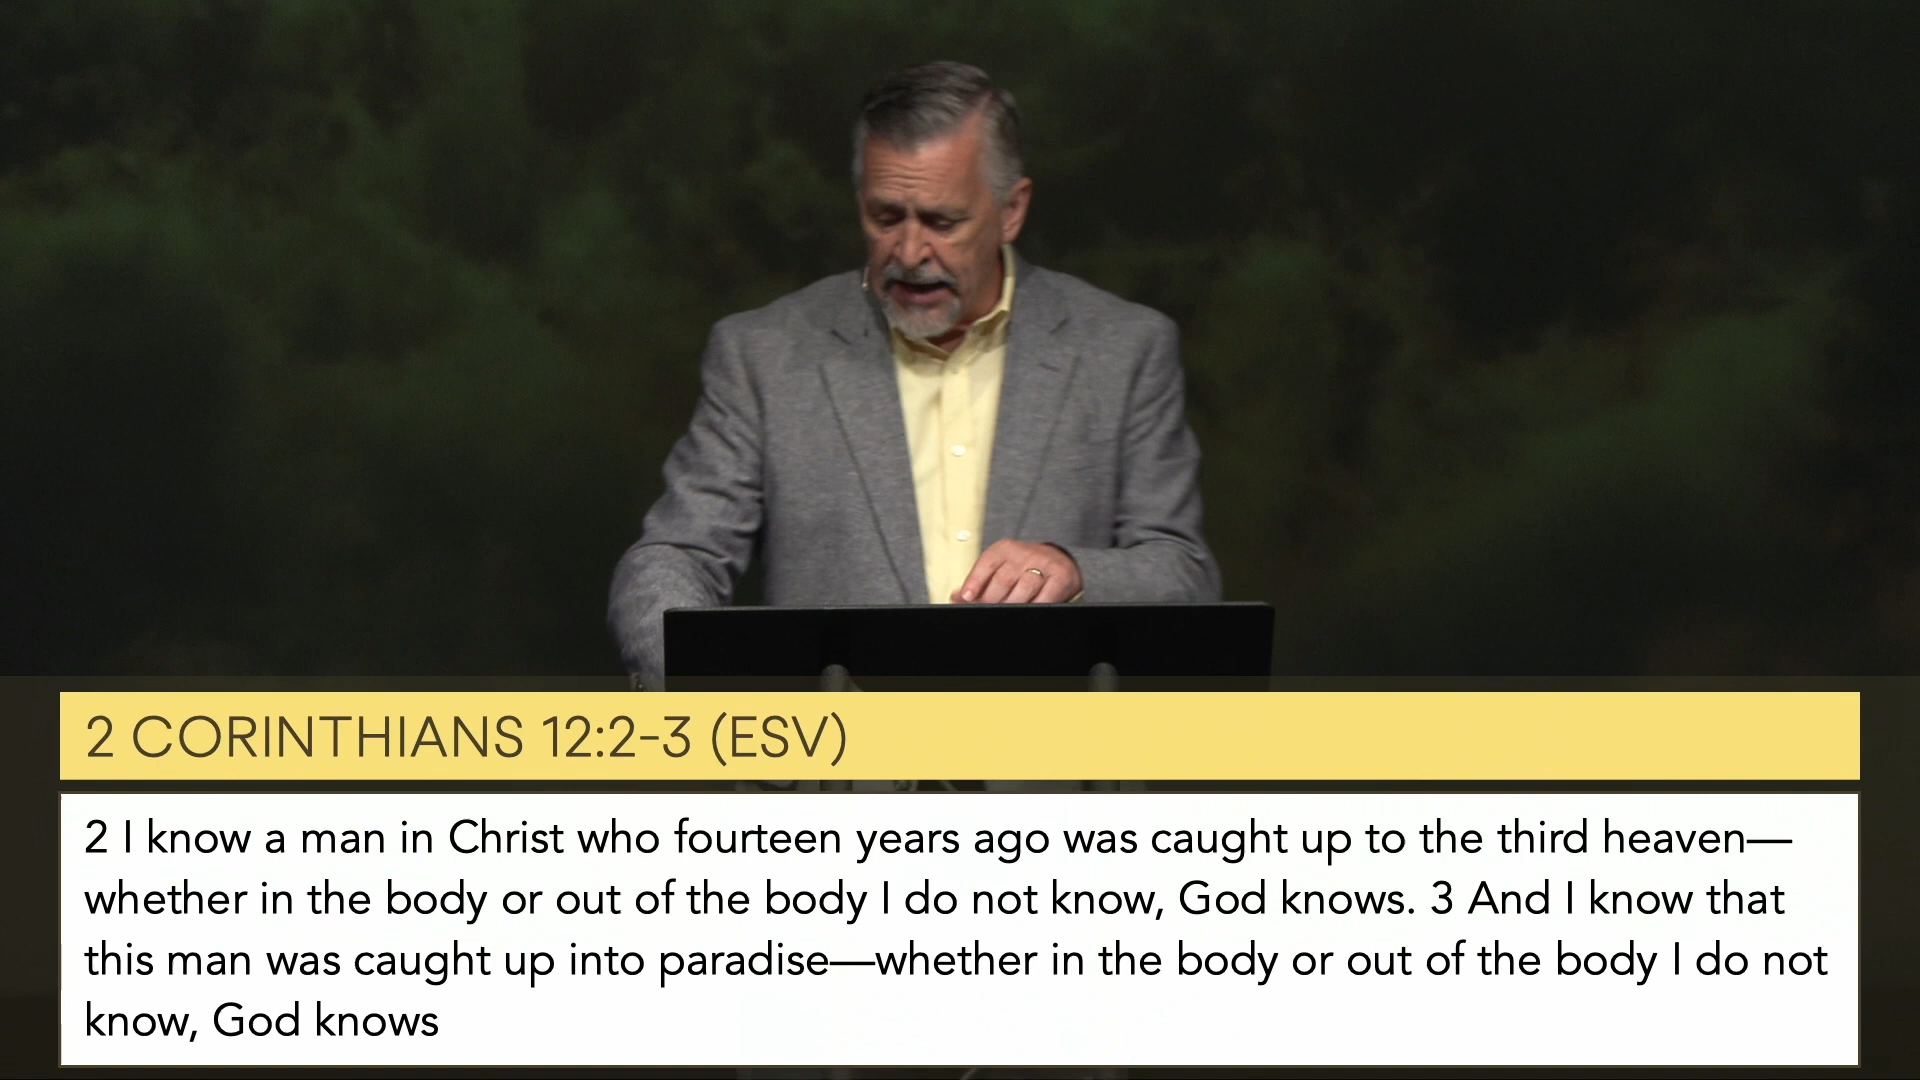 2 CORINTHIANS 12:2-3 (ESV)
2 I know a man in Christ who fourteen years ago was caught up to the third heaven—
whether in the body or out of the body I do not know, God knows. 3 And I know that
this man was caught up into paradise—whether in the body or out of the body I do not
know, God knows